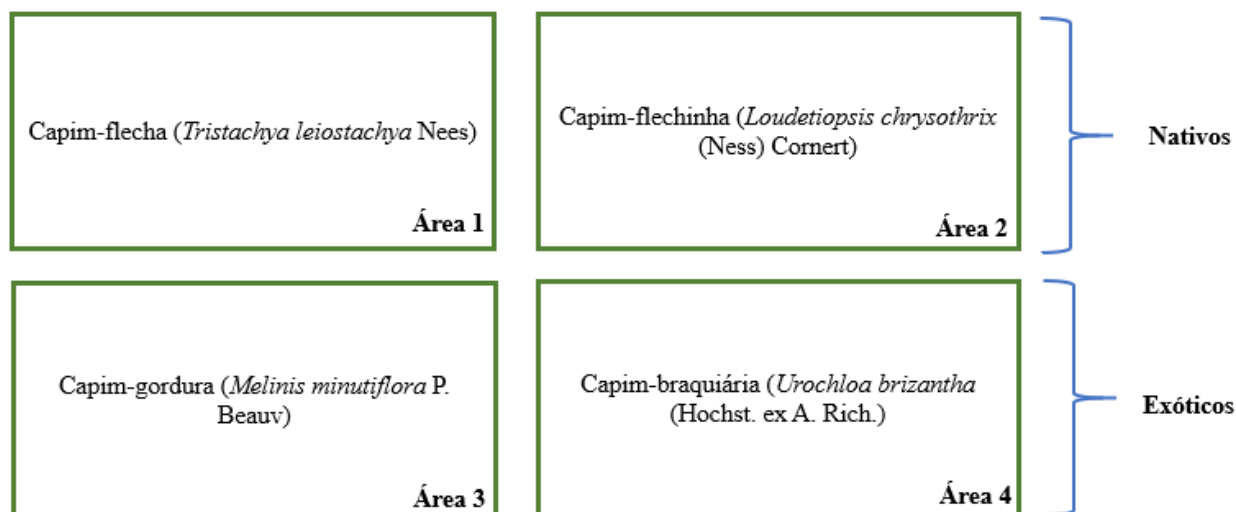 Capim-flecha (Tristachya leiostachya Nees)
Área 1
Capim-flechinha (Loudetiopsis chrysothrix
(Ness) Cornert)
Área 2
Nativos
Capim-gordura (Melinis minutiflora P.
Beauv)
Área 3
Capim-braquiária (Urochloa brizantha
(Hochst. ex A. Rich.)
Área 4
Exóticos